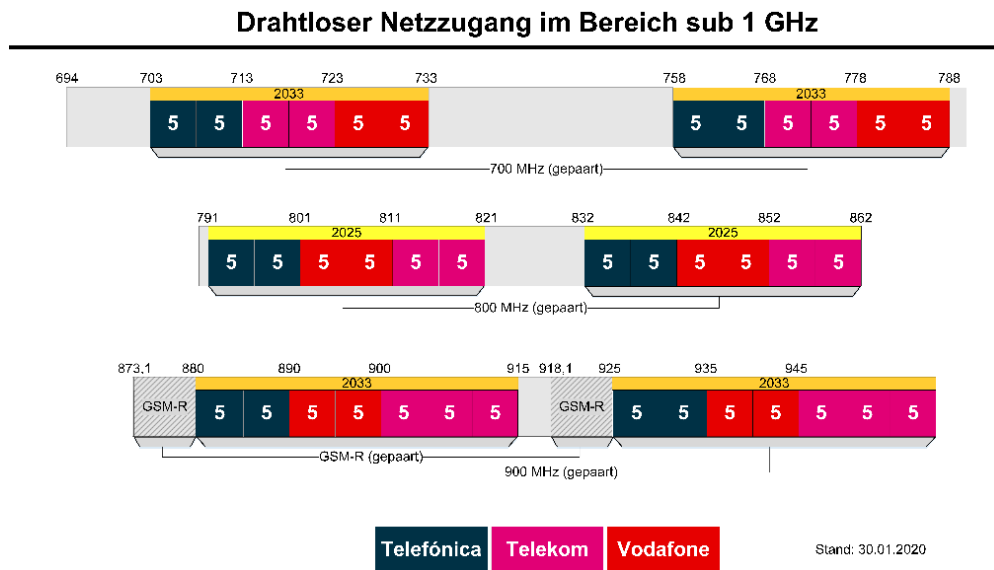 Drahtloser Netzzugang im Bereich sub 1 GHz
694 703 713 723 733 758 768 778 788
2033 2033
5 5 5 5 5 5 5 5 5 5 5 5
700 MHz (gepaart)
791 801 811 821 832 842 852 862
2025 2025
5 5 5 5 5 5 5 5 5 5 5 5
800 MHz (gepaart)
873,1 880 890 900 915 918,1 925 935 945
2033 2033
GSM-R 5 5 5 5 5 5 5 GSM-R 5 5 5 5 5 5 5
GSM-R (gepaart)
900 MHz (gepaart)
Telefónica Telekom Vodafone Stand: 30.01.2020